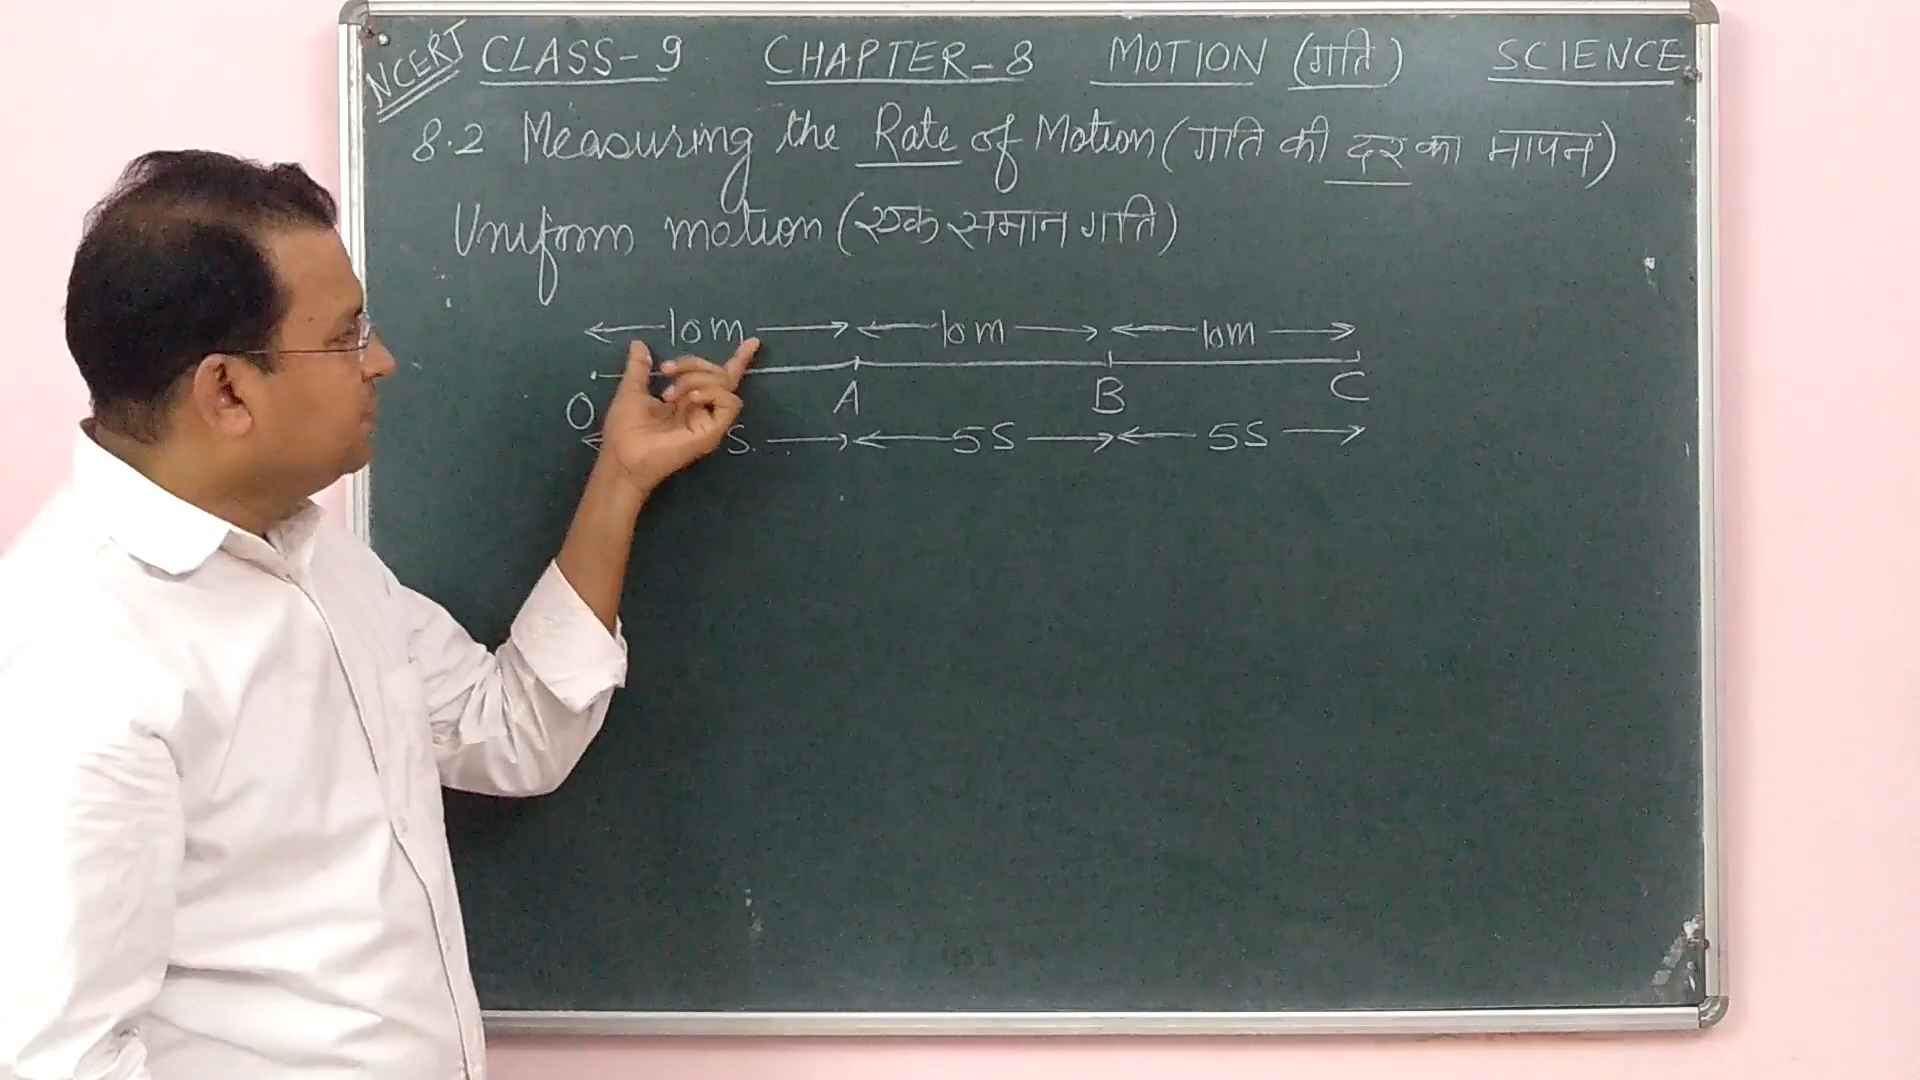 NCERT CLASS-9 CHAPTER-8 MOTION (गति) SCIENCE
8.2 Measuring the Rate of Motion (गति की दर का मापन)
Uniform motion (एक समान गति)
10m 10m 10m
O A B C
S 5S 5S